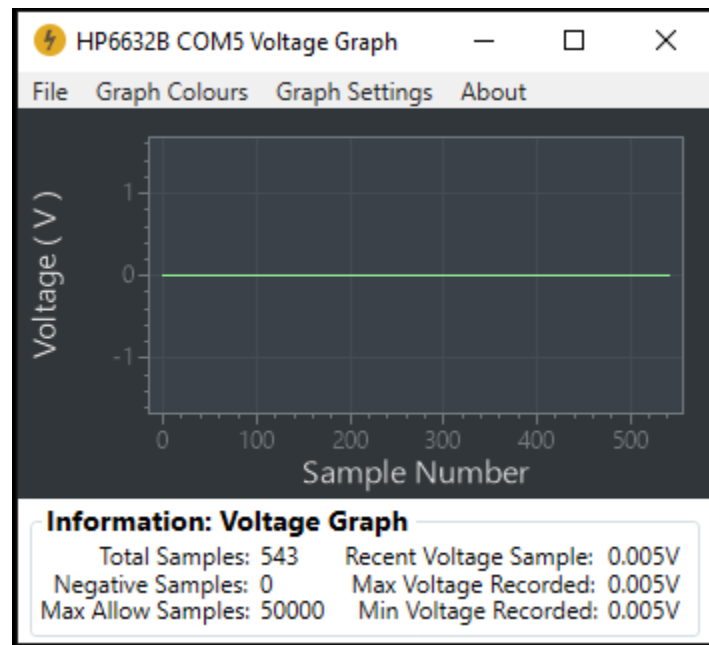 HP6632B COM5 Voltage Graph
File Graph Colours Graph Settings About
Voltage ( V )
1
0
-1
0 100 200 300 400 500
Sample Number
Information: Voltage Graph
Total Samples: 543 Recent Voltage Sample: 0.005V
Negative Samples: 0 Max Voltage Recorded: 0.005V
Max Allow Samples: 50000 Min Voltage Recorded: 0.005V